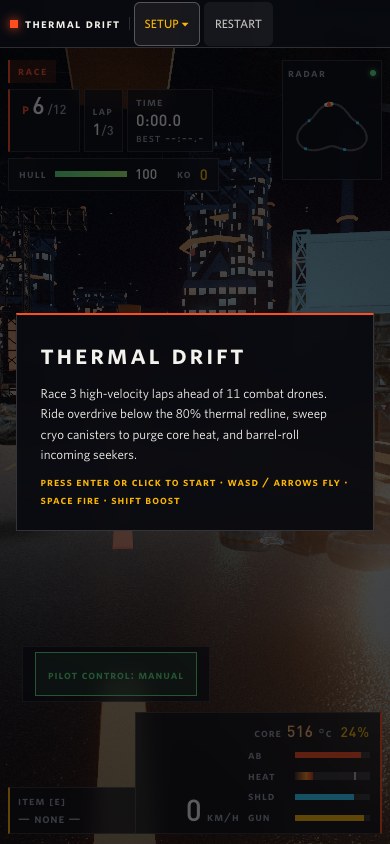 THERMAL DRIFT
SETUP
RESTART
RACE
P 6 /12
LAP
1/3
TIME
0:00.0
BEST --:--.-
RADAR
HULL 100 KO 0
THERMAL DRIFT
Race 3 high-velocity laps ahead of 11 combat drones.
Ride overdrive below the 80% thermal redline, sweep
cryo canisters to purge core heat, and barrel-roll
incoming seekers.
PRESS ENTER OR CLICK TO START · WASD / ARROWS FLY ·
SPACE FIRE · SHIFT BOOST
PILOT CONTROL: MANUAL
CORE 516 °C 24%
AB
HEAT
SHLD
GUN
0 KM/H
ITEM [E]
— NONE —